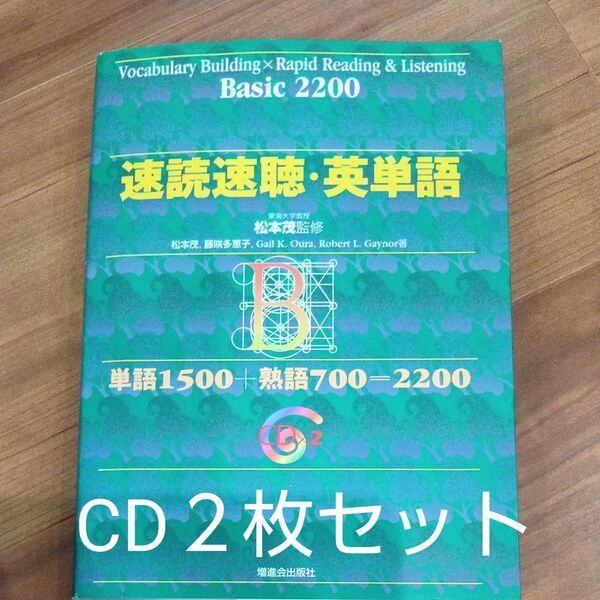 Vocabulary Building×Rapid Reading & Listening
Basic 2200
速読速聴・英単語
東海大学教授
松本茂監修
松本茂, 藤咲多恵子, Gail K. Oura, Robert L. Gaynor著
B
単語1500+熟語700=2200
CD×2
CD２枚セット
増進会出版社